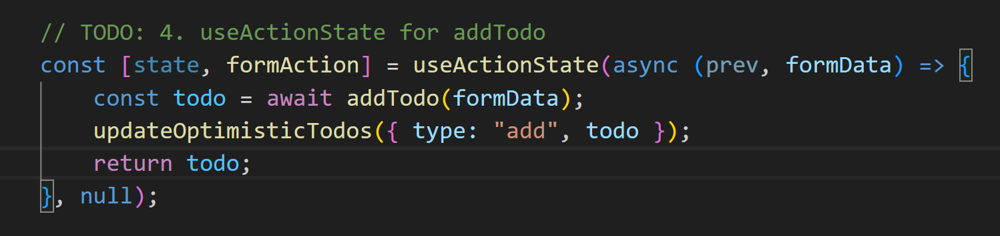 // TODO: 4. useActionState for addTodo
const [state, formAction] = useActionState(async (prev, formData) => {
    const todo = await addTodo(formData);
    updateOptimisticTodos({ type: "add", todo });
    return todo;
}, null);